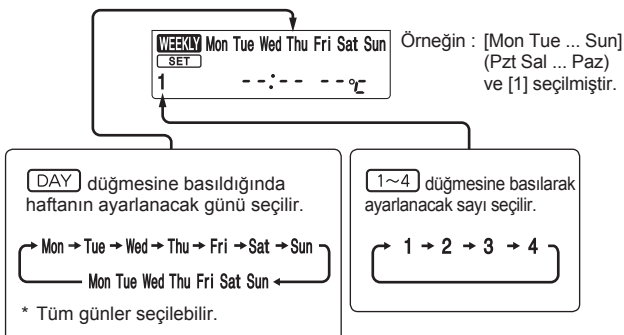 WEEKLY Mon Tue Wed Thu Fri Sat Sun
SET
1 --:-- --°C
Örneğin : [Mon Tue ... Sun]
(Pzt Sal ... Paz)
ve [1] seçilmiştir.
DAY düğmesine basıldığında
haftanın ayarlanacak günü seçilir.
Mon → Tue → Wed → Thu → Fri → Sat → Sun
Mon Tue Wed Thu Fri Sat Sun
* Tüm günler seçilebilir.
1~4 düğmesine basılarak
ayarlanacak sayı seçilir.
1 → 2 → 3 → 4